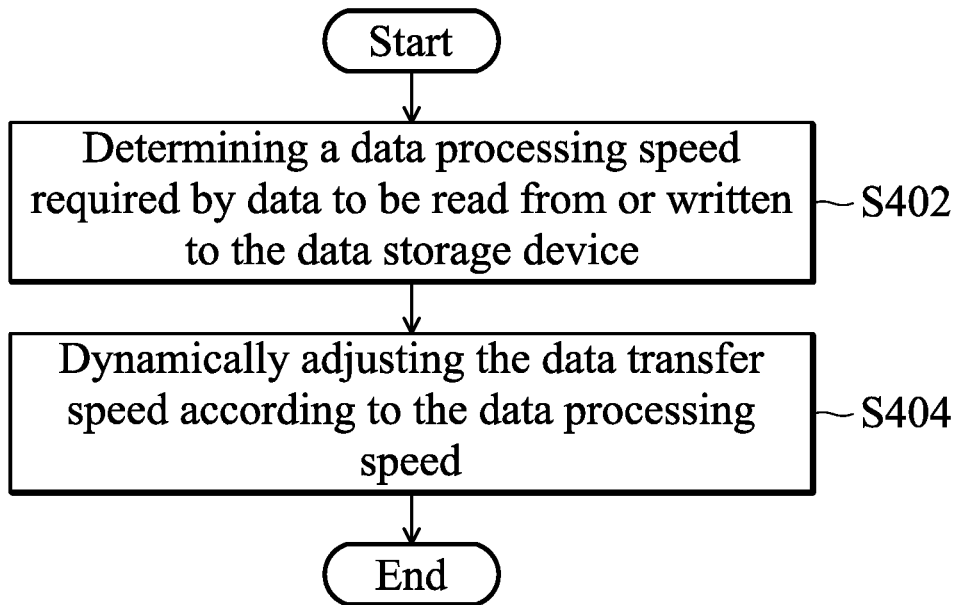 Start
Determining a data processing speed
required by data to be read from or written
to the data storage device
S402
Dynamically adjusting the data transfer
speed according to the data processing
speed
S404
End